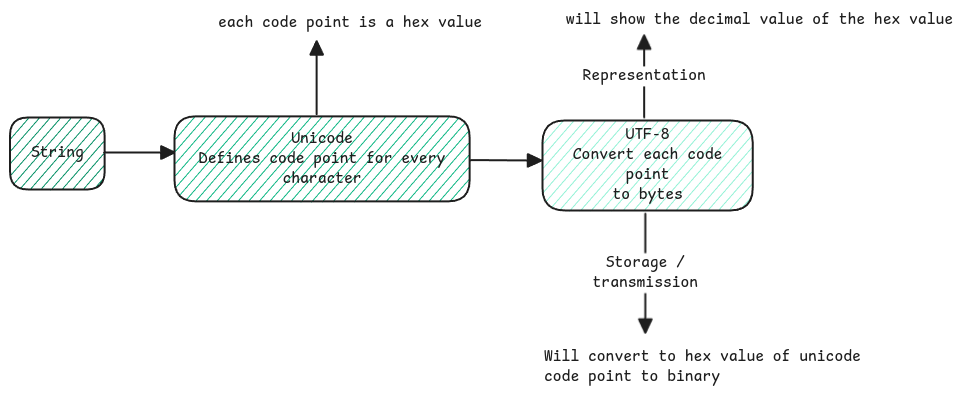 each code point is a hex value
will show the decimal value of the hex value
Representation
String
Unicode
Defines code point for every
character
UTF-8
Convert each code
point
to bytes
Storage /
transmission
Will convert to hex value of unicode
code point to binary